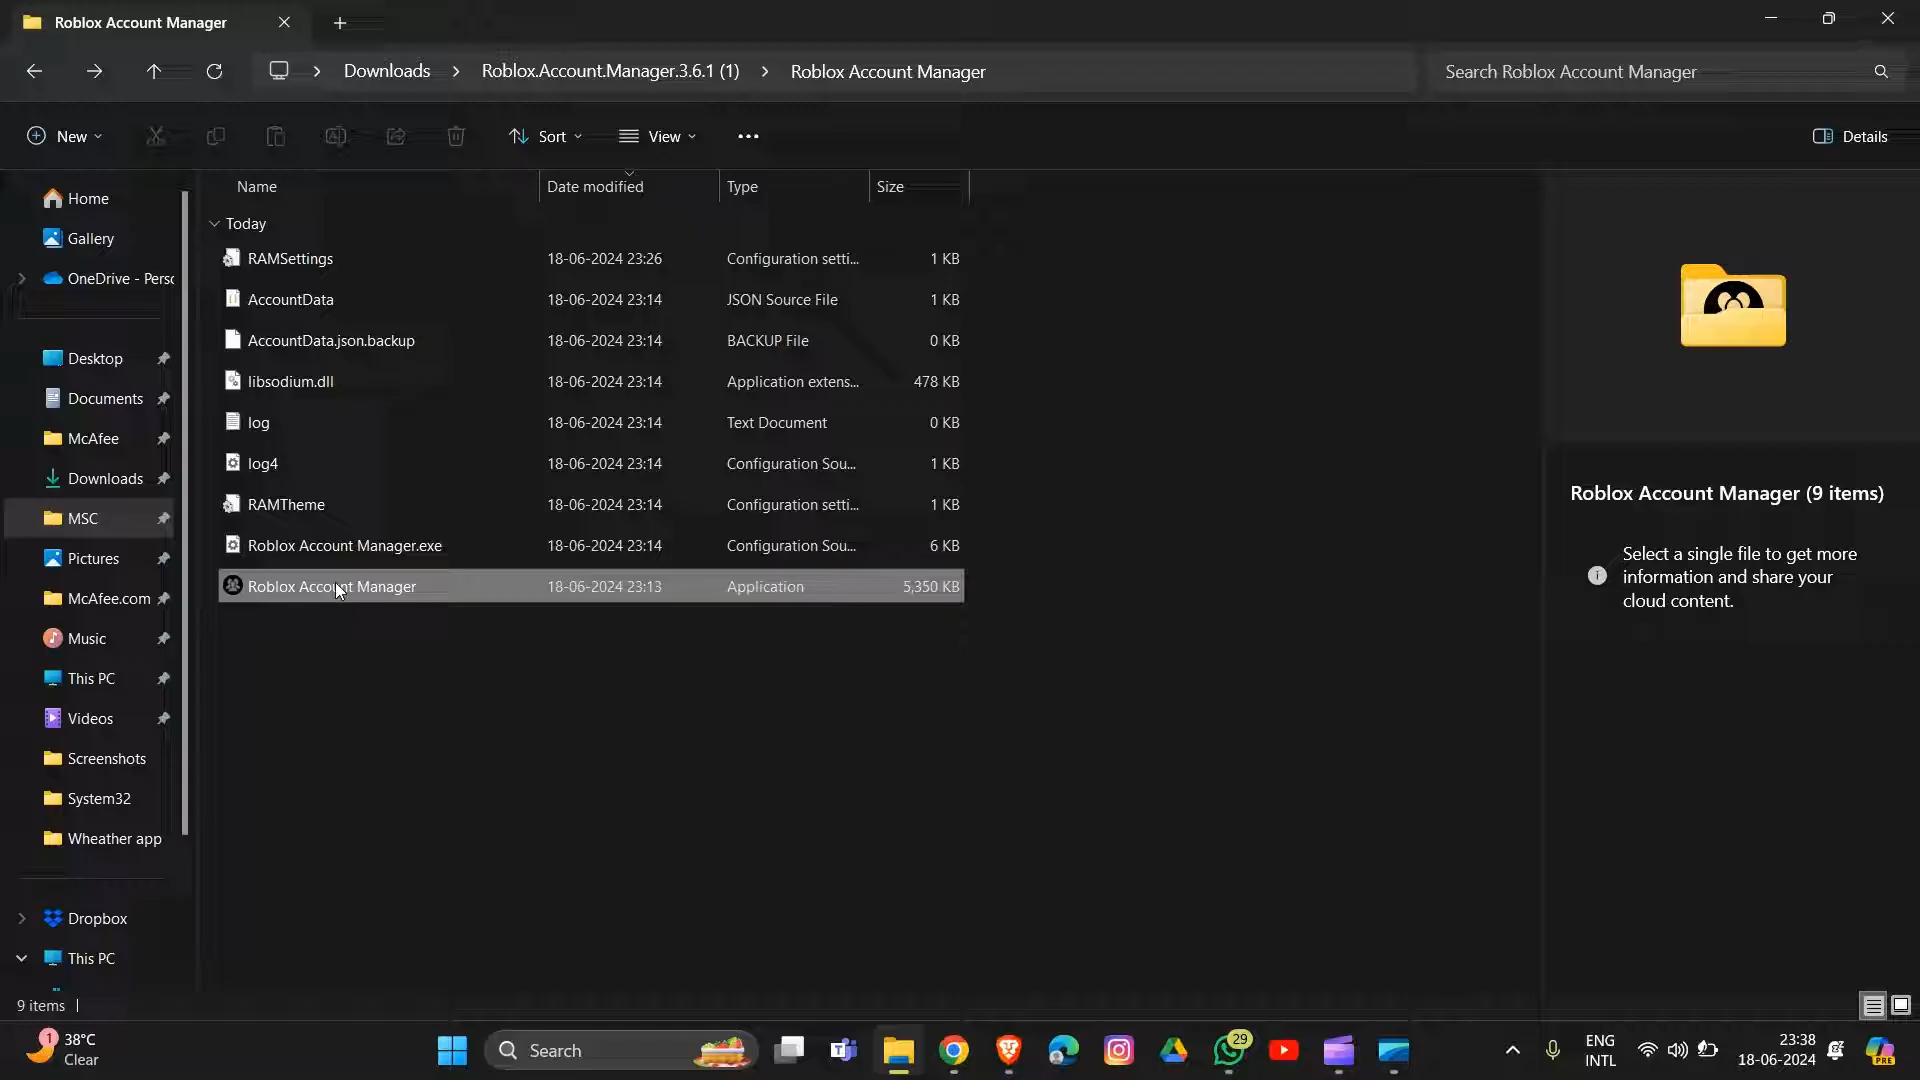 Roblox Account Manager
Downloads
Roblox.Account.Manager.3.6.1 (1)
Roblox Account Manager
Search Roblox Account Manager
New
Sort
View
Details
Name
Date modified
Type
Size
Today
RAMSettings 18-06-2024 23:26 Configuration setti... 1 KB
AccountData 18-06-2024 23:14 JSON Source File 1 KB
AccountData.json.backup 18-06-2024 23:14 BACKUP File 0 KB
libsodium.dll 18-06-2024 23:14 Application extens... 478 KB
log 18-06-2024 23:14 Text Document 0 KB
log4 18-06-2024 23:14 Configuration Sou... 1 KB
RAMTheme 18-06-2024 23:14 Configuration setti... 1 KB
Roblox Account Manager.exe 18-06-2024 23:14 Configuration Sou... 6 KB
Roblox Account Manager 18-06-2024 23:13 Application 5,350 KB
Home
Gallery
OneDrive - Persc
Desktop
Documents
McAfee
Downloads
MSC
Pictures
McAfee.com
Music
This PC
Videos
Screenshots
System32
Wheather app
Dropbox
This PC
Roblox Account Manager (9 items)
Select a single file to get more
information and share your
cloud content.
9 items
1
38°C
Clear
Search
29
ENG
INTL
23:38
18-06-2024
PRE